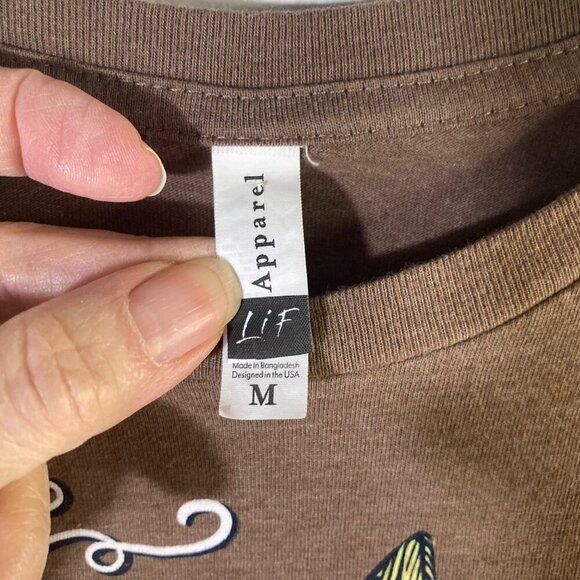 Apparel
LiF
Made in Bangladesh
Designed in the USA
M